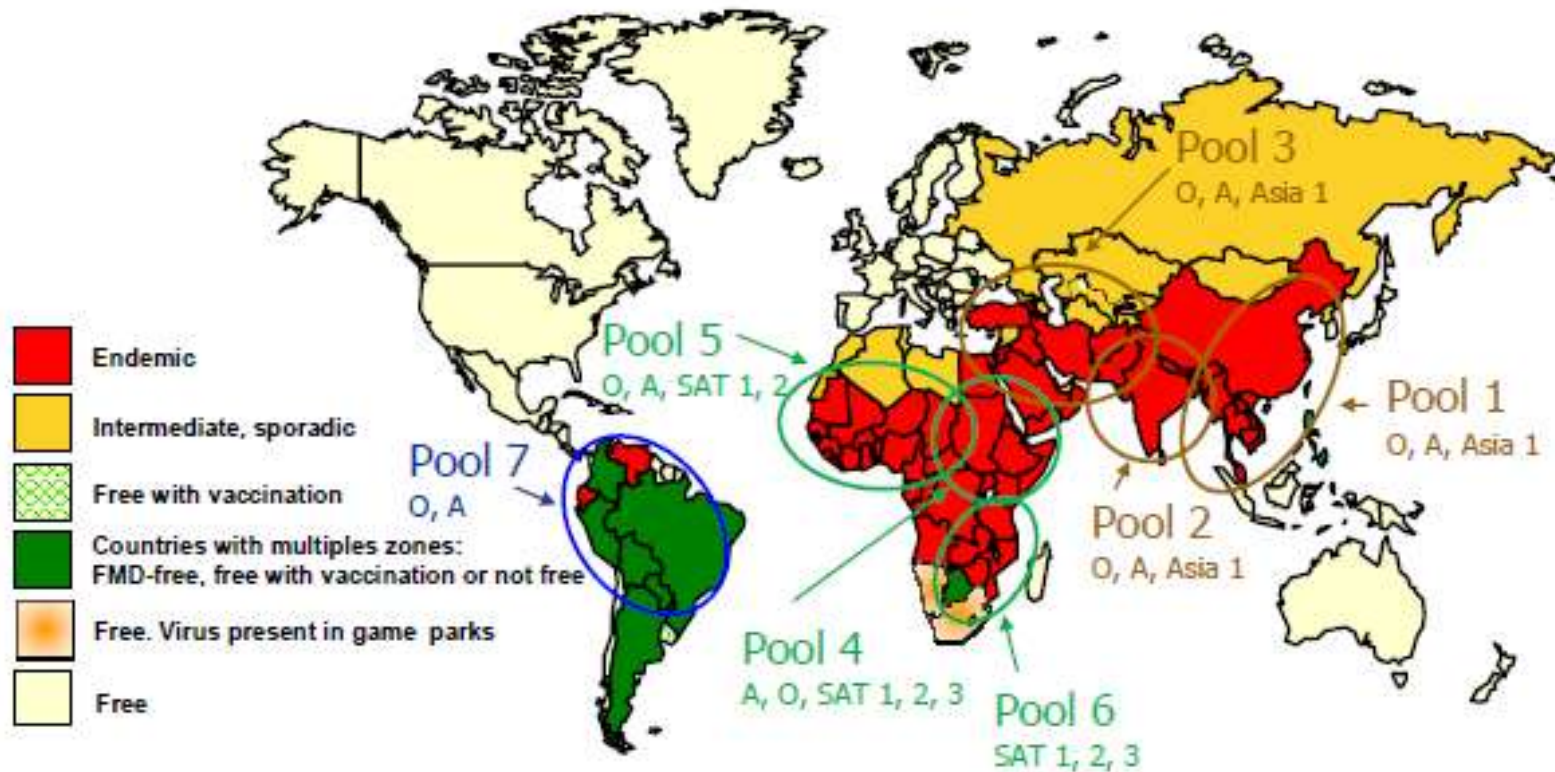 Pool 3
O, A, Asia 1
Pool 5
O, A, SAT 1, 2
Pool 1
O, A, Asia 1
Pool 7
O, A
Pool 2
O, A, Asia 1
Pool 4
A, O, SAT 1, 2, 3
Pool 6
SAT 1, 2, 3
Endemic
Intermediate, sporadic
Free with vaccination
Countries with multiples zones:
FMD-free, free with vaccination or not free
Free. Virus present in game parks
Free